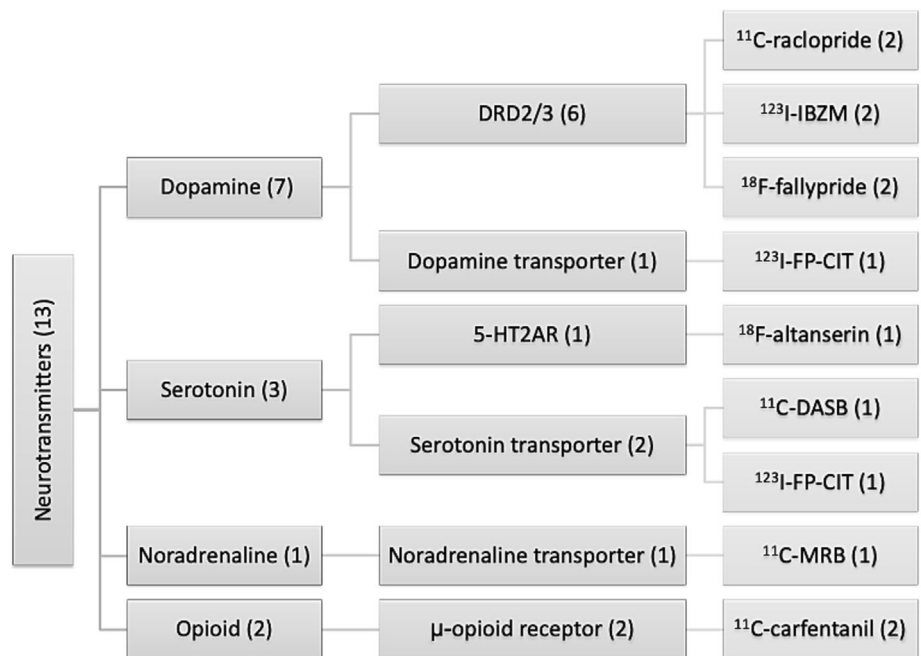 Neurotransmitters (13)
Dopamine (7)
DRD2/3 (6)
¹¹C-raclopride (2)
¹²³I-IBZM (2)
¹⁸F-fallypride (2)
Dopamine transporter (1)
¹²³I-FP-CIT (1)
Serotonin (3)
5-HT2AR (1)
¹⁸F-altanserin (1)
Serotonin transporter (2)
¹¹C-DASB (1)
¹²³I-FP-CIT (1)
Noradrenaline (1)
Noradrenaline transporter (1)
¹¹C-MRB (1)
Opioid (2)
μ-opioid receptor (2)
¹¹C-carfentanil (2)